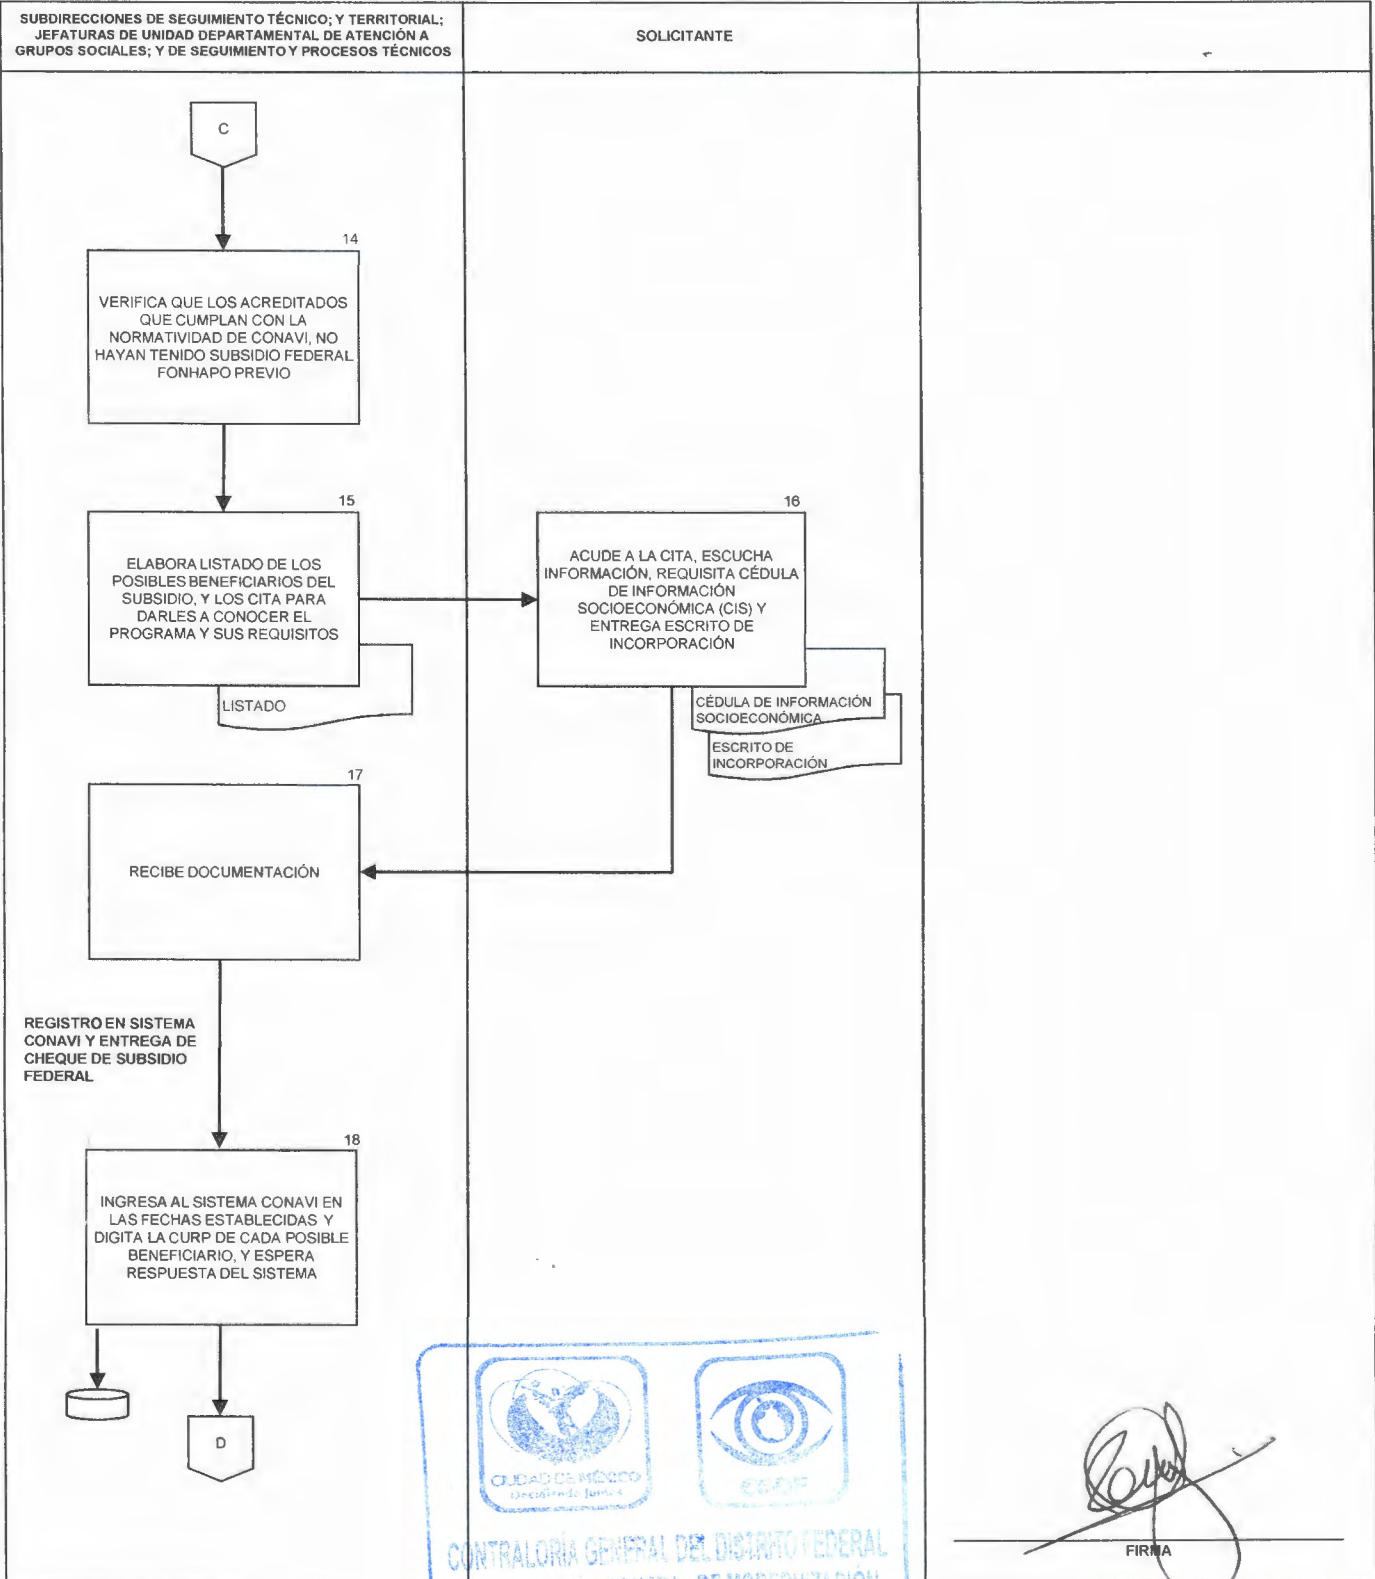 SUBDIRECCIONES DE SEGUIMIENTO TÉCNICO; Y TERRITORIAL;
JEFATURAS DE UNIDAD DEPARTAMENTAL DE ATENCIÓN A
GRUPOS SOCIALES; Y DE SEGUIMIENTO Y PROCESOS TÉCNICOS
SOLICITANTE
C
14
VERIFICA QUE LOS ACREDITADOS
QUE CUMPLAN CON LA
NORMATIVIDAD DE CONAVI, NO
HAYAN TENIDO SUBSIDIO FEDERAL
FONHAPO PREVIO
15
ELABORA LISTADO DE LOS
POSIBLES BENEFICIARIOS DEL
SUBSIDIO, Y LOS CITA PARA
DARLES A CONOCER EL
PROGRAMA Y SUS REQUISITOS
LISTADO
16
ACUDE A LA CITA, ESCUCHA
INFORMACIÓN, REQUISITA CÉDULA
DE INFORMACIÓN
SOCIOECONÓMICA (CIS) Y
ENTREGA ESCRITO DE
INCORPORACIÓN
CÉDULA DE INFORMACIÓN
SOCIOECONÓMICA
ESCRITO DE
INCORPORACIÓN
17
RECIBE DOCUMENTACIÓN
REGISTRO EN SISTEMA
CONAVI Y ENTREGA DE
CHEQUE DE SUBSIDIO
FEDERAL
18
INGRESA AL SISTEMA CONAVI EN
LAS FECHAS ESTABLECIDAS Y
DIGITA LA CURP DE CADA POSIBLE
BENEFICIARIO, Y ESPERA
RESPUESTA DEL SISTEMA
D
CIUDAD DE MÉXICO
Decidiendo Juntos
CGDF
CONTRALORÍA GENERAL DEL DISTRITO FEDERAL
DE MODERNIZACIÓN
FIRMA